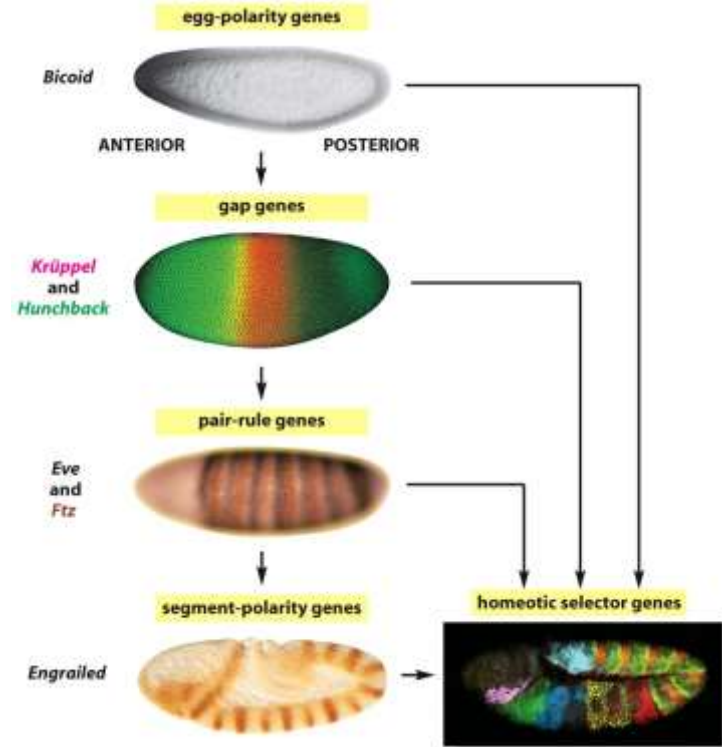 egg-polarity genes
Bicoid
ANTERIOR
POSTERIOR
gap genes
Krüppel
and
Hunchback
pair-rule genes
Eve
and
Ftz
segment-polarity genes
homeotic selector genes
Engrailed